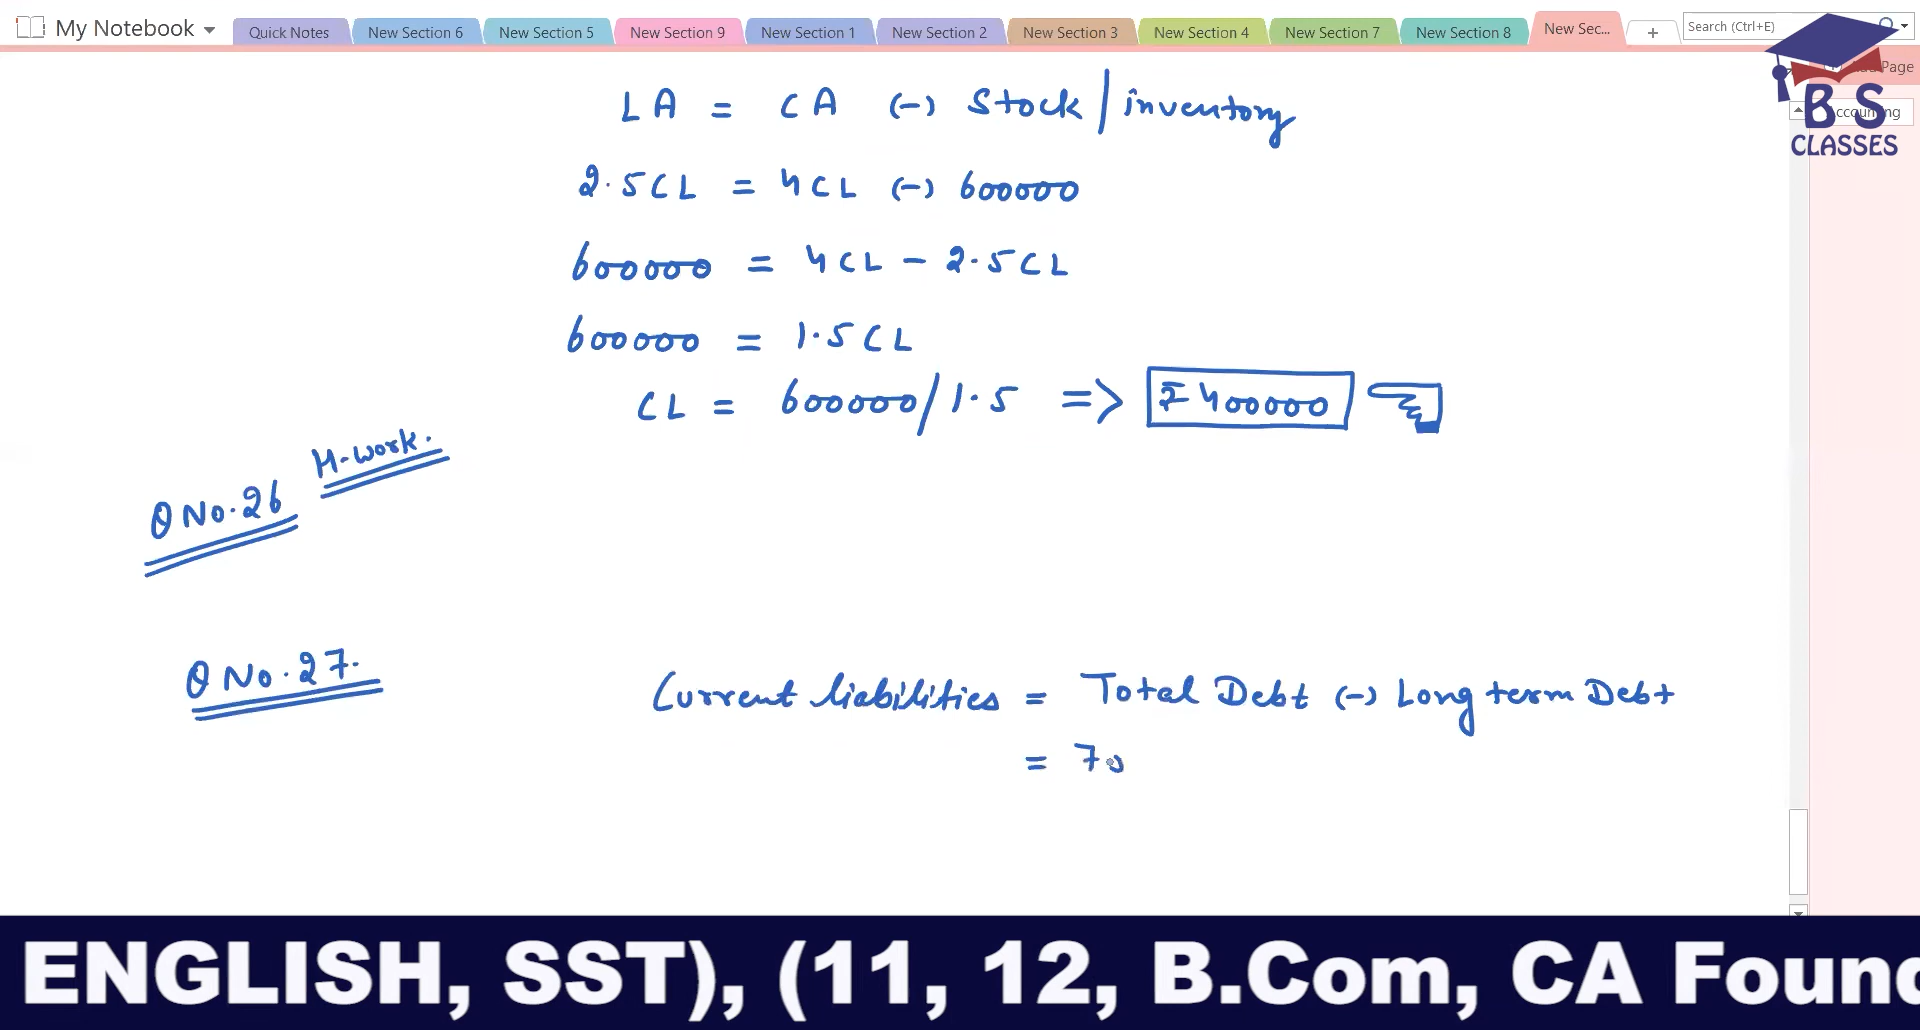 My Notebook
Quick Notes
New Section 6
New Section 5
New Section 9
New Section 1
New Section 2
New Section 3
New Section 4
New Section 7
New Section 8
New Sec...
+
Search (Ctrl+E)
Page
BS
CLASSES
ccounting
LA = CA (-) Stock/inventory
2.5CL = 4CL (-) 600000
600000 = 4CL - 2.5CL
600000 = 1.5CL
CL = 600000/1.5 => ₹400000
H-work.
Q No.26
Q No.27.
Current liabilities = Total Debt (-) Long term Debt
= 70
ENGLISH, SST), (11, 12, B.Com, CA Found